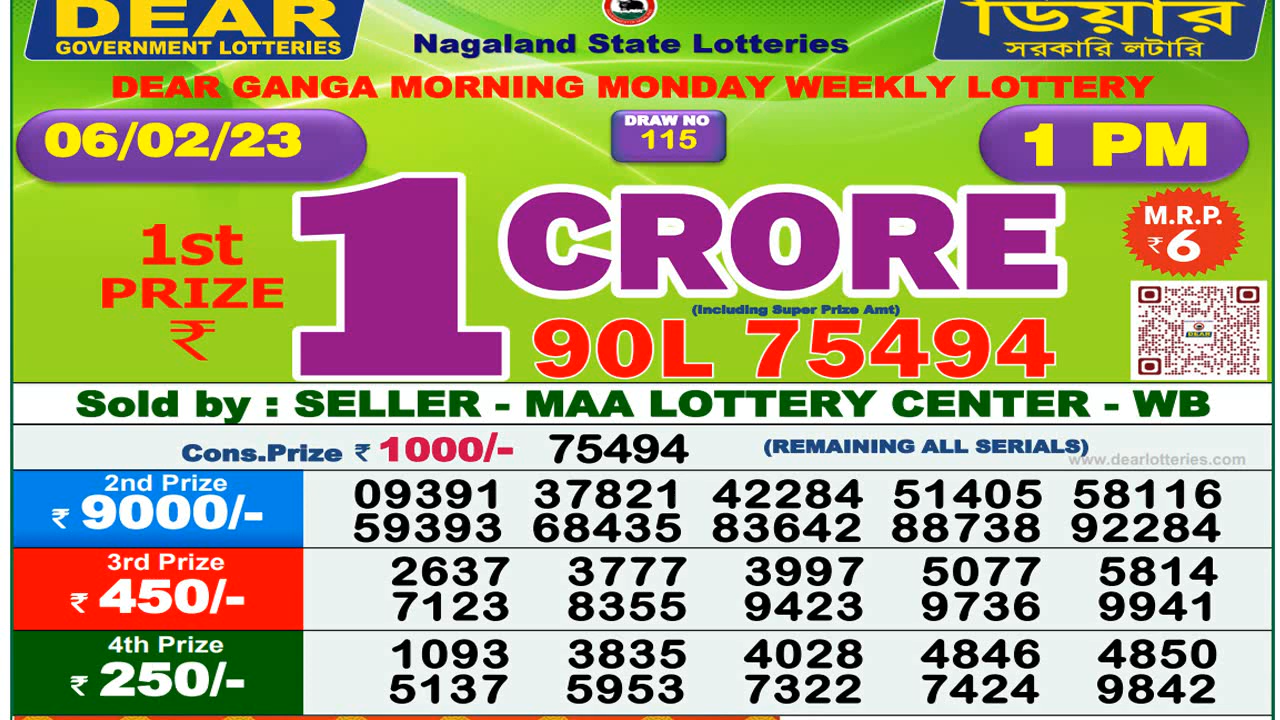 DEAR
GOVERNMENT LOTTERIES
Nagaland State Lotteries
ডিয়ার
সরকারি লটারি
DEAR GANGA MORNING MONDAY WEEKLY LOTTERY
06/02/23
DRAW NO
115
1 PM
1st
PRIZE
₹
1 CRORE
(Including Super Prize Amt)
90L 75494
M.R.P.
₹ 6
DEAR
Sold by : SELLER - MAA LOTTERY CENTER - WB
Cons.Prize ₹ 1000/- 75494 (REMAINING ALL SERIALS)
www.dearlotteries.com
2nd Prize
₹ 9000/-
09391 37821 42284 51405 58116
59393 68435 83642 88738 92284
3rd Prize
₹ 450/-
2637 3777 3997 5077 5814
7123 8355 9423 9736 9941
4th Prize
₹ 250/-
1093 3835 4028 4846 4850
5137 5953 7322 7424 9842